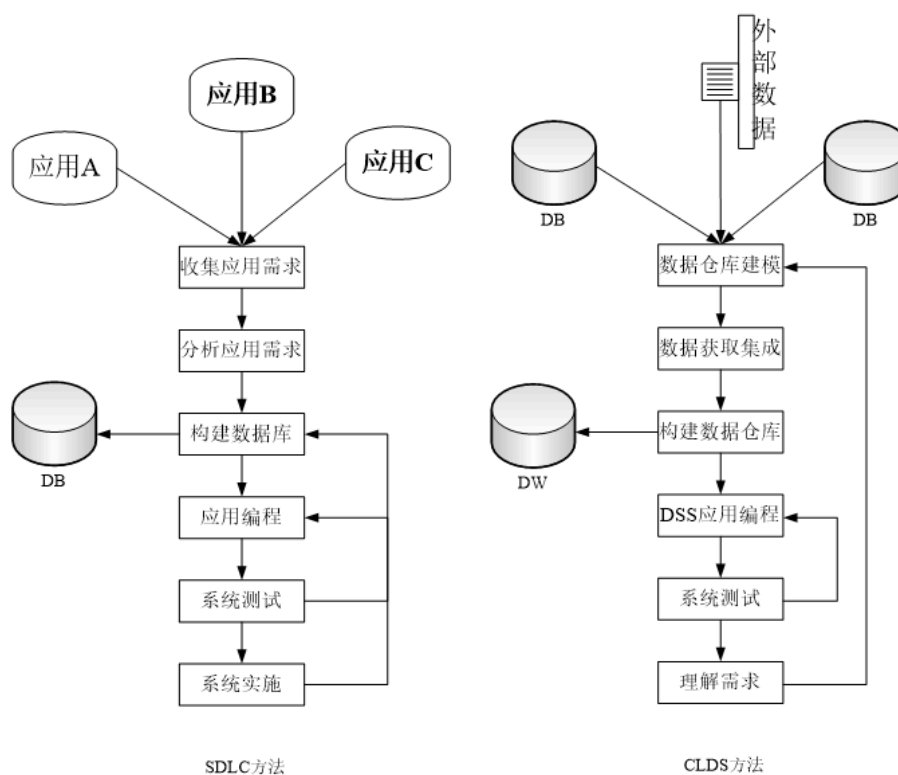 应用B
应用A
应用C
收集应用需求
分析应用需求
构建数据库
DB
应用编程
系统测试
系统实施
SDLC方法
外部数据
DB
DB
数据仓库建模
数据获取集成
构建数据仓库
DW
DSS应用编程
系统测试
理解需求
CLDS方法